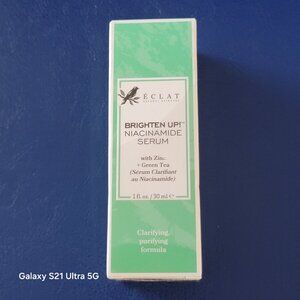 ÉCLAT
BRIGHTEN UP!™
NIACINAMIDE
SERUM
with Zinc
+ Green Tea
(Sérum Clarifiant
au Niacinamide)
1 fl oz / 30 ml ℮
Clarifying,
purifying
formula
Galaxy S21 Ultra 5G